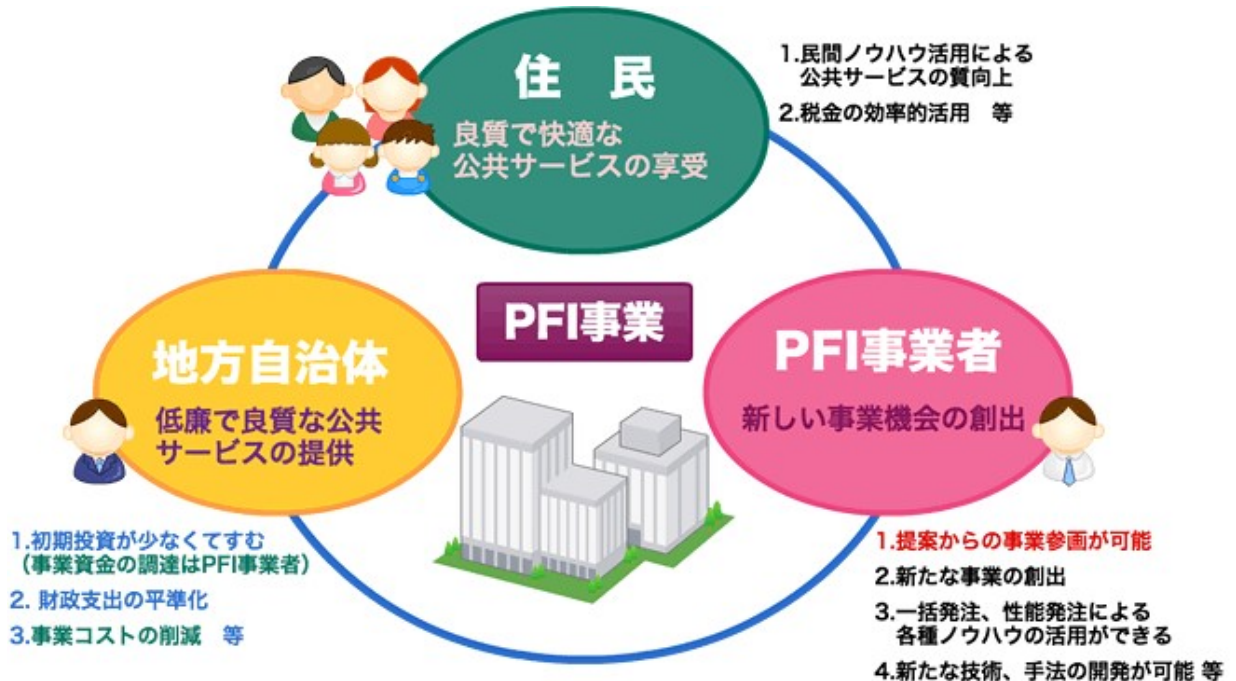 住　民
良質で快適な
公共サービスの享受
1.民間ノウハウ活用による
公共サービスの質向上
2.税金の効率的活用　等
PFI事業
地方自治体
低廉で良質な公共
サービスの提供
PFI事業者
新しい事業機会の創出
1.初期投資が少なくてすむ
（事業資金の調達はPFI事業者）
2. 財政支出の平準化
3.事業コストの削減　等
1.提案からの事業参画が可能
2.新たな事業の創出
3.一括発注、性能発注による
各種ノウハウの活用ができる
4.新たな技術、手法の開発が可能 等